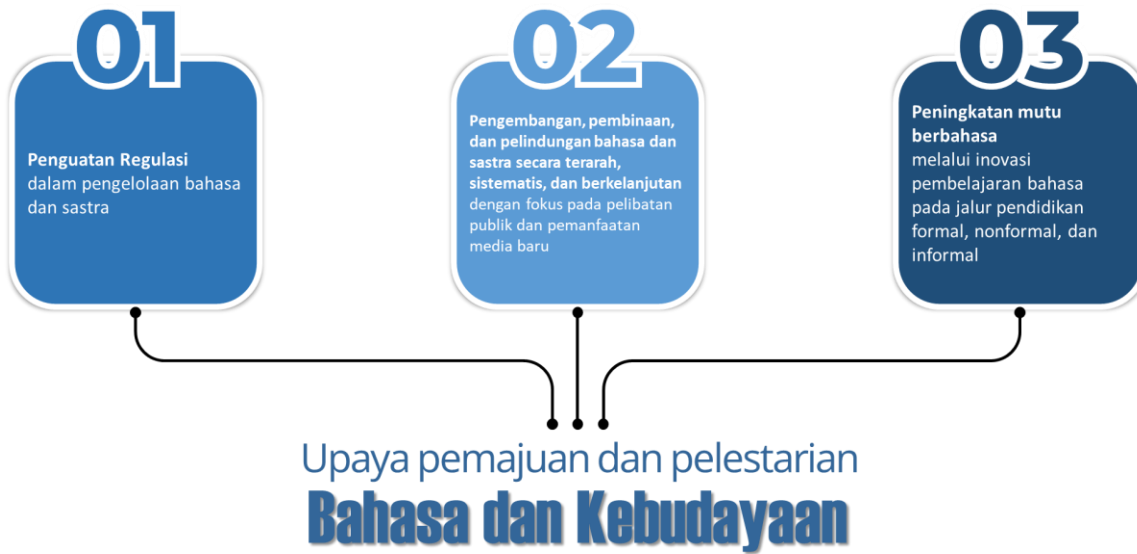 01
Penguatan Regulasi
dalam pengelolaan bahasa
dan sastra
02
Pengembangan, pembinaan,
dan pelindungan bahasa dan
sastra secara terarah,
sistematis, dan berkelanjutan
dengan fokus pada pelibatan
publik dan pemanfaatan
media baru
03
Peningkatan mutu
berbahasa
melalui inovasi
pembelajaran bahasa
pada jalur pendidikan
formal, nonformal, dan
informal
Upaya pemajuan dan pelestarian
Bahasa dan Kebudayaan